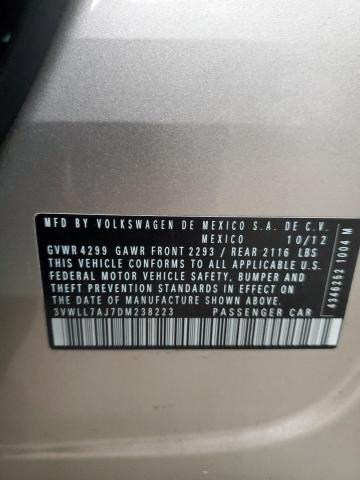 MFD BY VOLKSWAGEN DE MEXICO S.A. DE C.V.
MEXICO 10/12
GVWR 4299 GAWR FRONT 2293 / REAR 2116 LBS
THIS VEHICLE CONFORMS TO ALL APPLICABLE U.S.
FEDERAL MOTOR VEHICLE SAFETY, BUMPER AND
THEFT PREVENTION STANDARDS IN EFFECT ON THE
DATE OF MANUFACTURE SHOWN ABOVE.
3VWLL7AJ7DM238223 PASSENGER CAR
4346252 1004 M